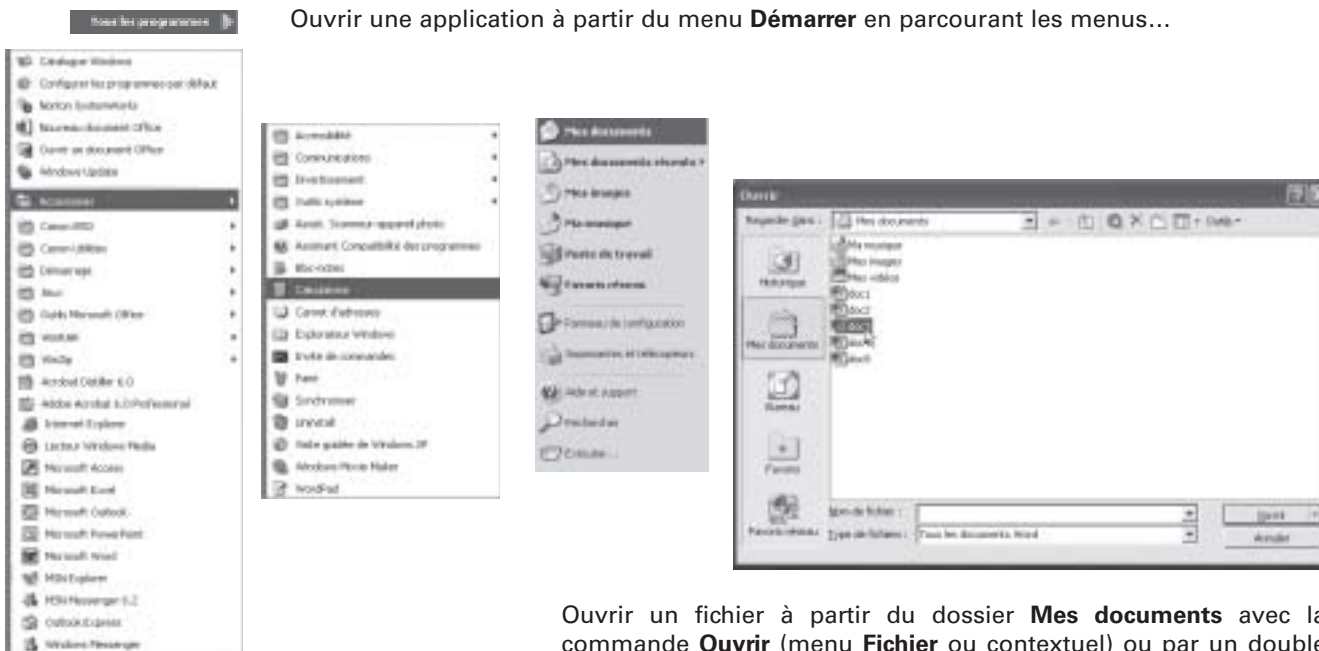 Ouvrir une application à partir du menu Démarrer en parcourant les menus...
Tous les programmes
Catalogue Windows
Configurer les programmes par défaut
Norton SystemWorks
Nouveau document Office
Ouvrir un document Office
Windows Update
Accessoires
Canon
Canon Utilities
Démarrage
Jeux
Outils Microsoft Office
WinZip
Acrobat Distiller 6.0
Adobe Acrobat 6.0 Professional
Internet Explorer
Lecteur Windows Media
Microsoft Access
Microsoft Excel
Microsoft Outlook
Microsoft PowerPoint
Microsoft Word
MSN Explorer
MSN Messenger 6.2
Outlook Express
Windows Messenger
Accessibilité
Communications
Divertissement
Outils système
Assist. Scanneur-appareil photo
Assistant Compatibilité des programmes
Bloc-notes
Calculatrice
Carnet d'adresses
Explorateur Windows
Invite de commandes
Paint
Synchroniser
Uninstall
Visite guidée de Windows XP
Windows Movie Maker
WordPad
Mes documents
Mes documents récents
Mes images
Ma musique
Poste de travail
Favoris réseau
Panneau de configuration
Imprimantes et télécopieurs
Aide et support
Rechercher
Exécuter...
Ouvrir
Regarder dans : Mes documents Outils
Historique
Mes documents
Bureau
Favoris
Favoris réseau
Ma musique
Mes images
Mes vidéos
doc1
doc2
doc5
Nom de fichier :
Type de fichiers : Tous les documents Word
Ouvrir
Annuler
Ouvrir un fichier à partir du dossier Mes documents avec la
commande Ouvrir (menu Fichier ou contextuel) ou par un double